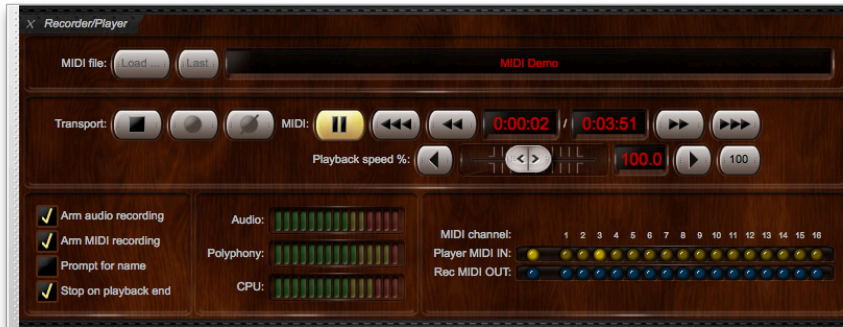 X Recorder/Player
MIDI file: Load ... Last MIDI Demo
Transport: MIDI: 0:00:02 / 0:03:51
Playback speed %: < > 100.0 100
Arm audio recording
Arm MIDI recording
Prompt for name
Stop on playback end
Audio:
Polyphony:
CPU:
MIDI channel: 1 2 3 4 5 6 7 8 9 10 11 12 13 14 15 16
Player MIDI IN:
Rec MIDI OUT: